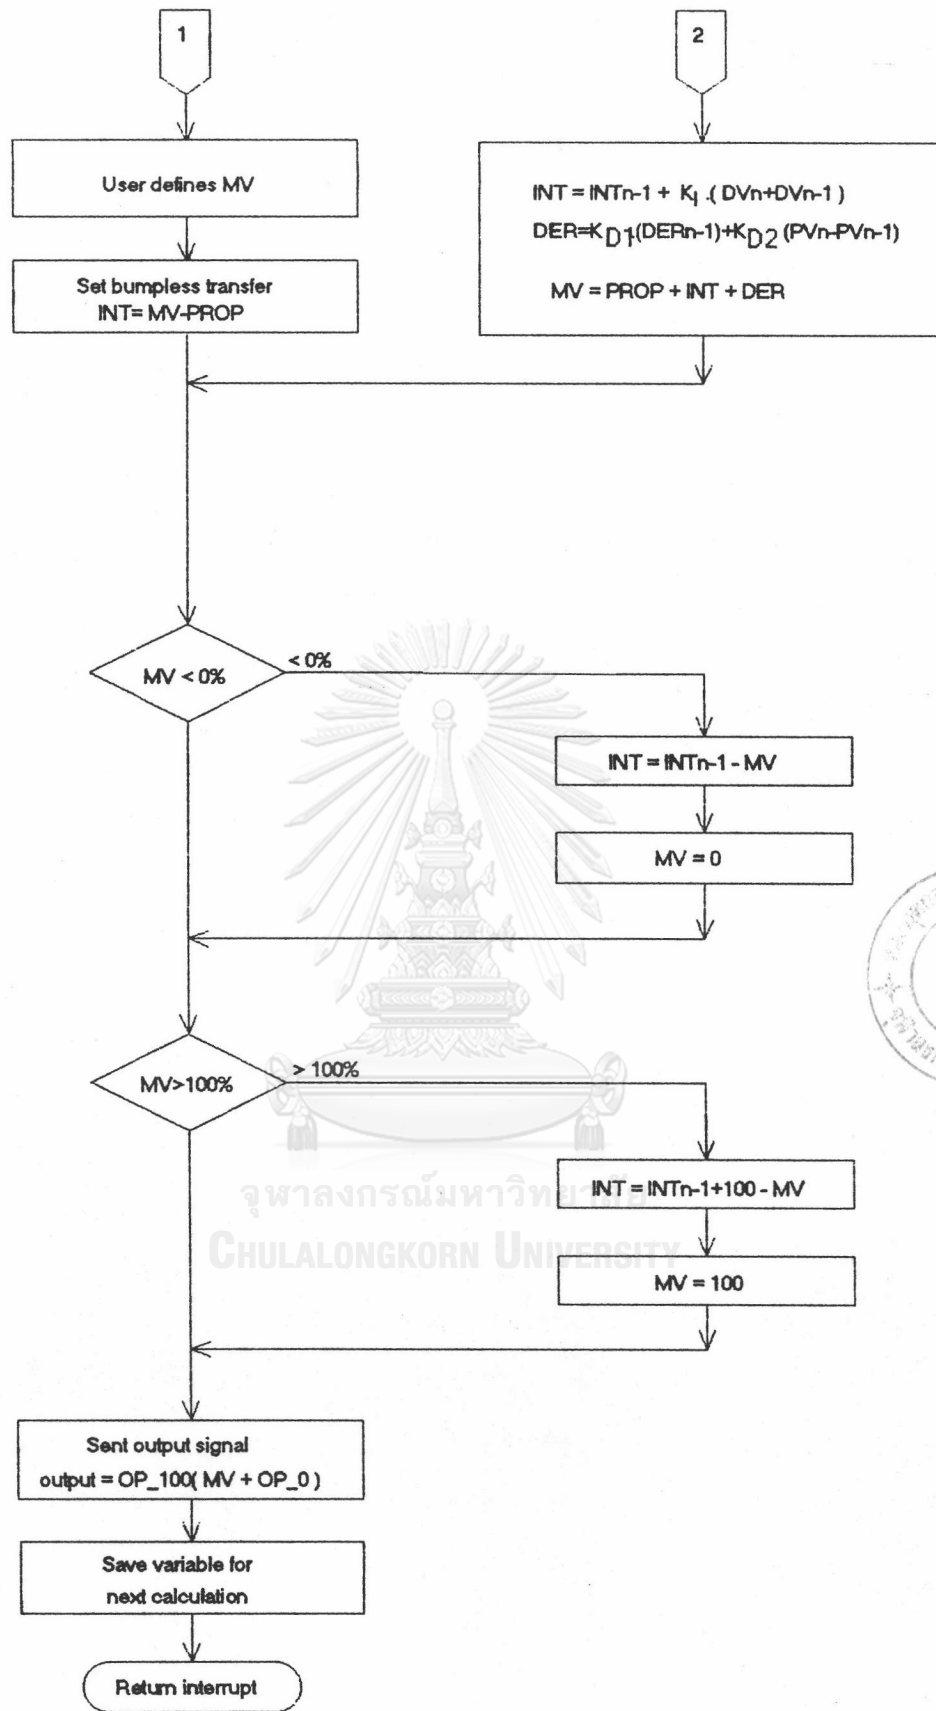 1
2
User defines MV
Set bumpless transfer
INT= MV-PROP
INT = INTn-1 + KI .( DVn+DVn-1 )
DER=KD1(DERn-1)+KD2 (PVn-PVn-1)
MV = PROP + INT + DER
MV < 0%
< 0%
INT = INTn-1 - MV
MV = 0
MV>100%
> 100%
INT = INTn-1+100 - MV
MV = 100
จุฬาลงกรณ์มหาวิทยาลัย
CHULALONGKORN UNIVERSITY
Sent output signal
output = OP_100( MV + OP_0 )
Save variable for
next calculation
Return interrupt